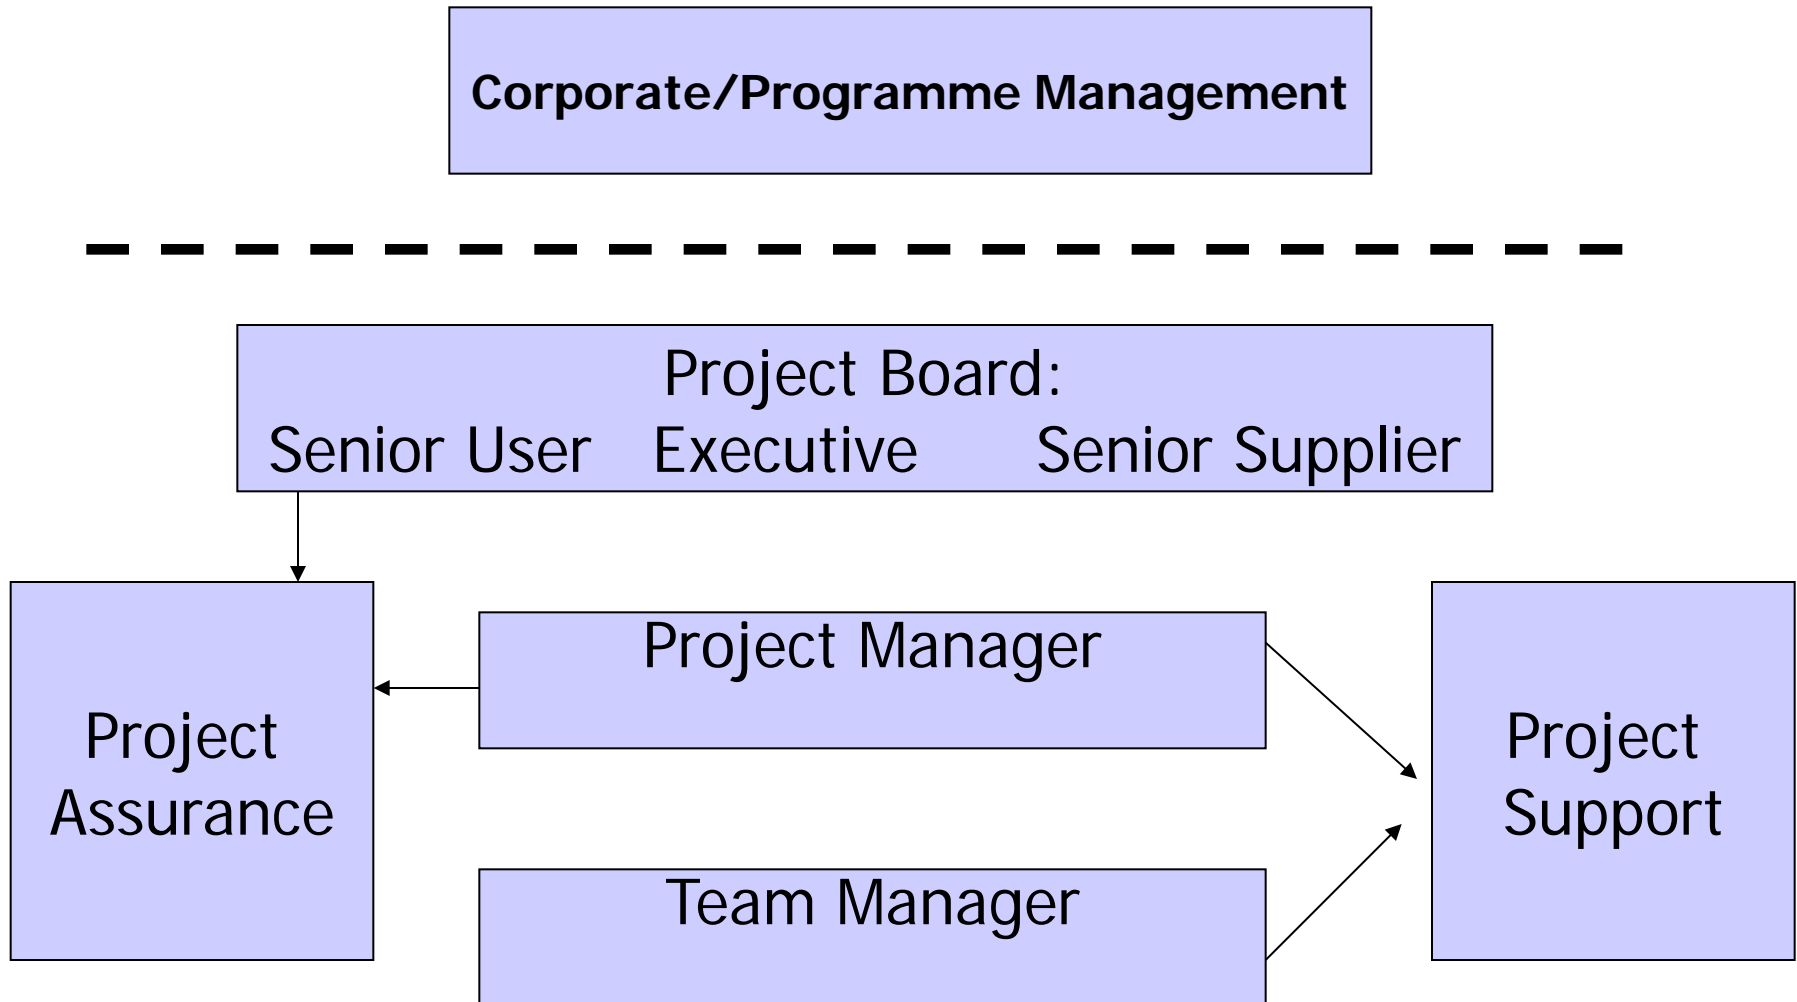 Corporate/Programme Management
Project Board:
Senior User Executive Senior Supplier
Project Manager
Project
Assurance
Project
Support
Team Manager